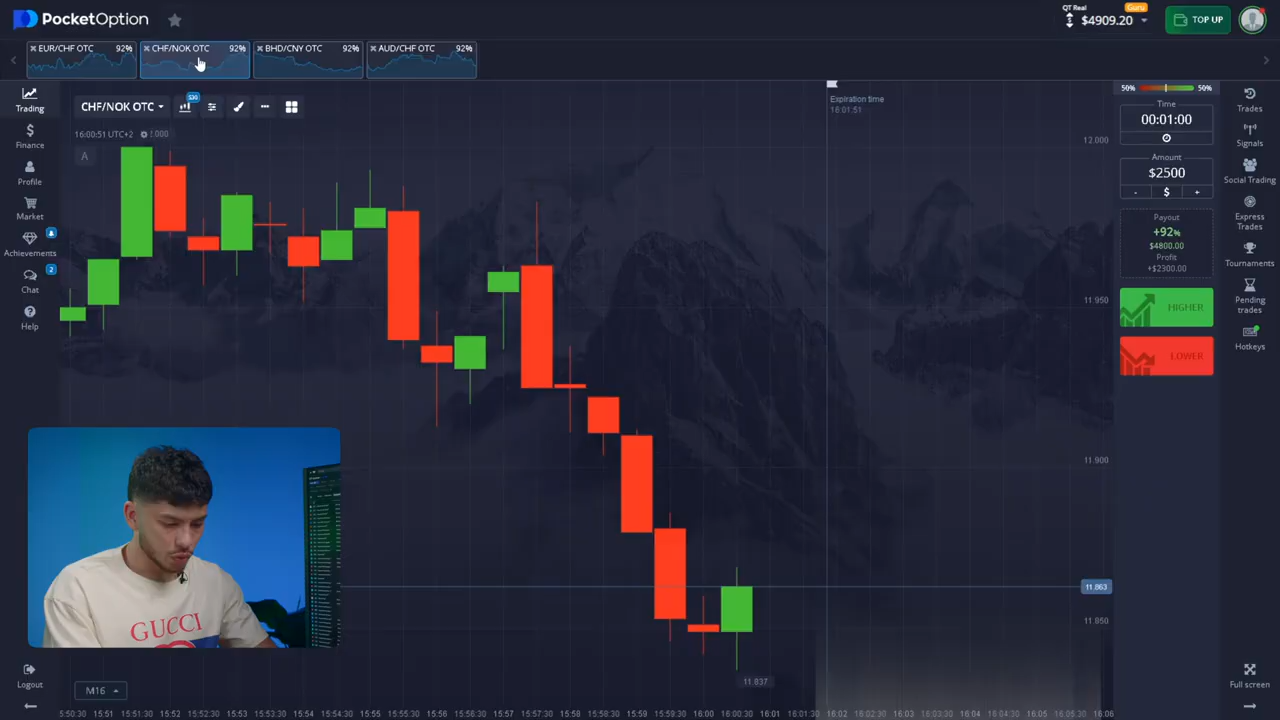 PocketOption
QT Real
Guru
$4909.20
TOP UP
EUR/CHF OTC 92%
CHF/NOK OTC 92%
BHD/CNY OTC 92%
AUD/CHF OTC 92%
Trading
Finance
Profile
Market
Achievements
2
Chat
Help
Logout
CHF/NOK OTC
S30
16:00:51 UTC+2
A
Expiration time
16:01:51
12.000
11.950
11.900
11.863
11.850
11.837
GUCCI
M16
5:50:30 15:51 15:51:30 15:52 15:52:30 15:53 15:53:30 15:54 15:54:30 15:55 15:55:30 15:56 15:56:30 15:57 15:57:30 15:58 15:58:30 15:59 15:59:30 16:00 16:00:30 16:01 16:01:30 16:02 16:02:30 16:03 16:03:30 16:04 16:04:30 16:05 16:05:30 16:06
50% 50%
Time
00:01:00
Amount
$2500
- $ +
Payout
+92%
$4800.00
Profit
+$2300.00
HIGHER
LOWER
Trades
Signals
Social Trading
Express
Trades
Tournaments
Pending
trades
Hotkeys
Full screen